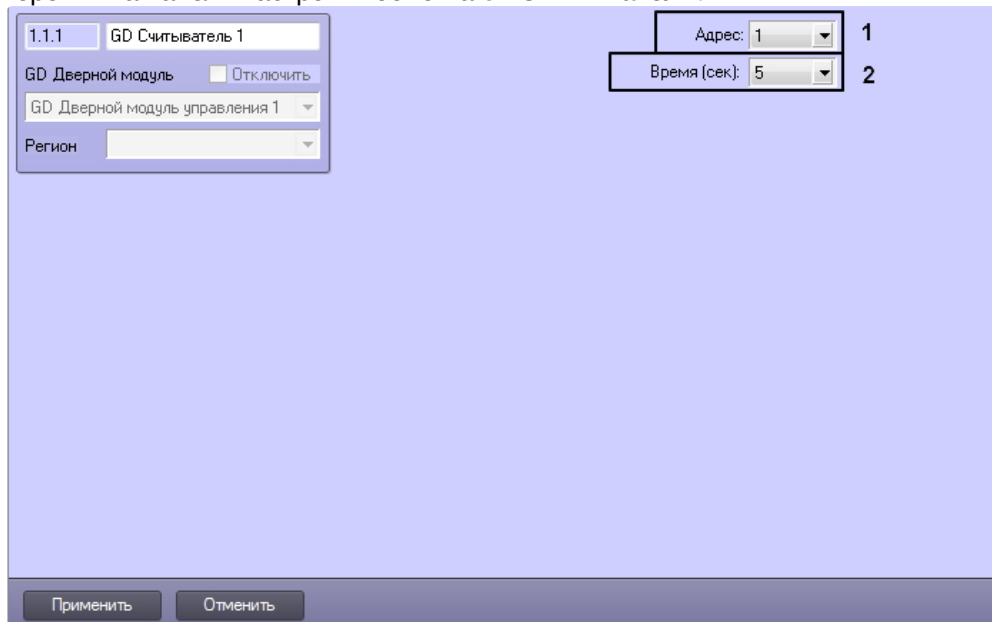 1.1.1 GD Считыватель 1
GD Дверной модуль Отключить
GD Дверной модуль управления 1
Регион
Адрес: 1 1
Время (сек): 5 2
Применить Отменить